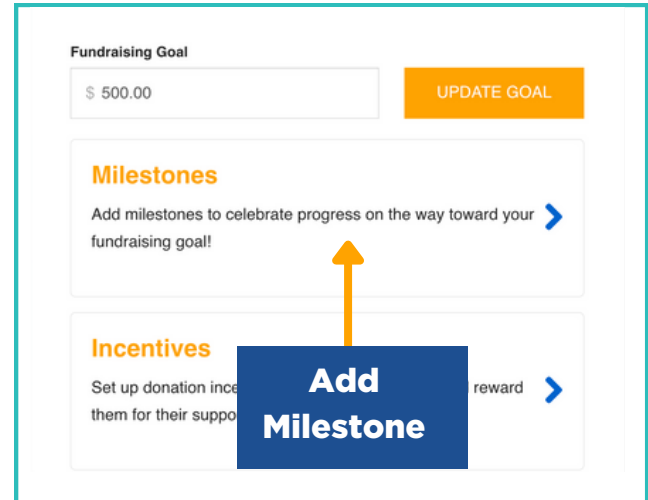 Fundraising Goal
$ 500.00
UPDATE GOAL
Milestones
Add milestones to celebrate progress on the way toward your
fundraising goal!
Incentives
Set up donation ince
reward
them for their suppo
Add
Milestone